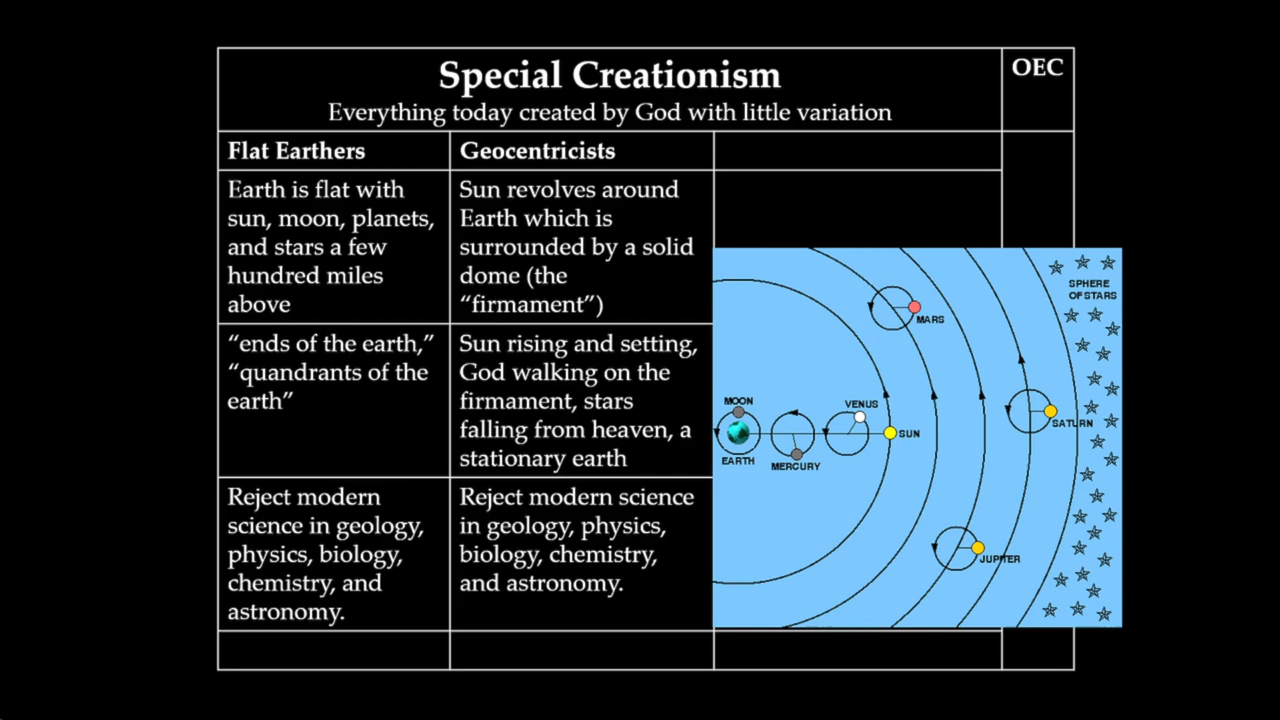 Special Creationism
Everything today created by God with little variation
OEC
Flat Earthers
Geocentricists
Earth is flat with
sun, moon, planets,
and stars a few
hundred miles
above
Sun revolves around
Earth which is
surrounded by a solid
dome (the
“firmament”)
“ends of the earth,”
“quandrants of the
earth”
Sun rising and setting,
God walking on the
firmament, stars
falling from heaven, a
stationary earth
Reject modern
science in geology,
physics, biology,
chemistry, and
astronomy.
Reject modern science
in geology, physics,
biology, chemistry,
and astronomy.
SPHERE
OF STARS
MARS
MOON
VENUS
SATURN
SUN
EARTH
MERCURY
JUPITER